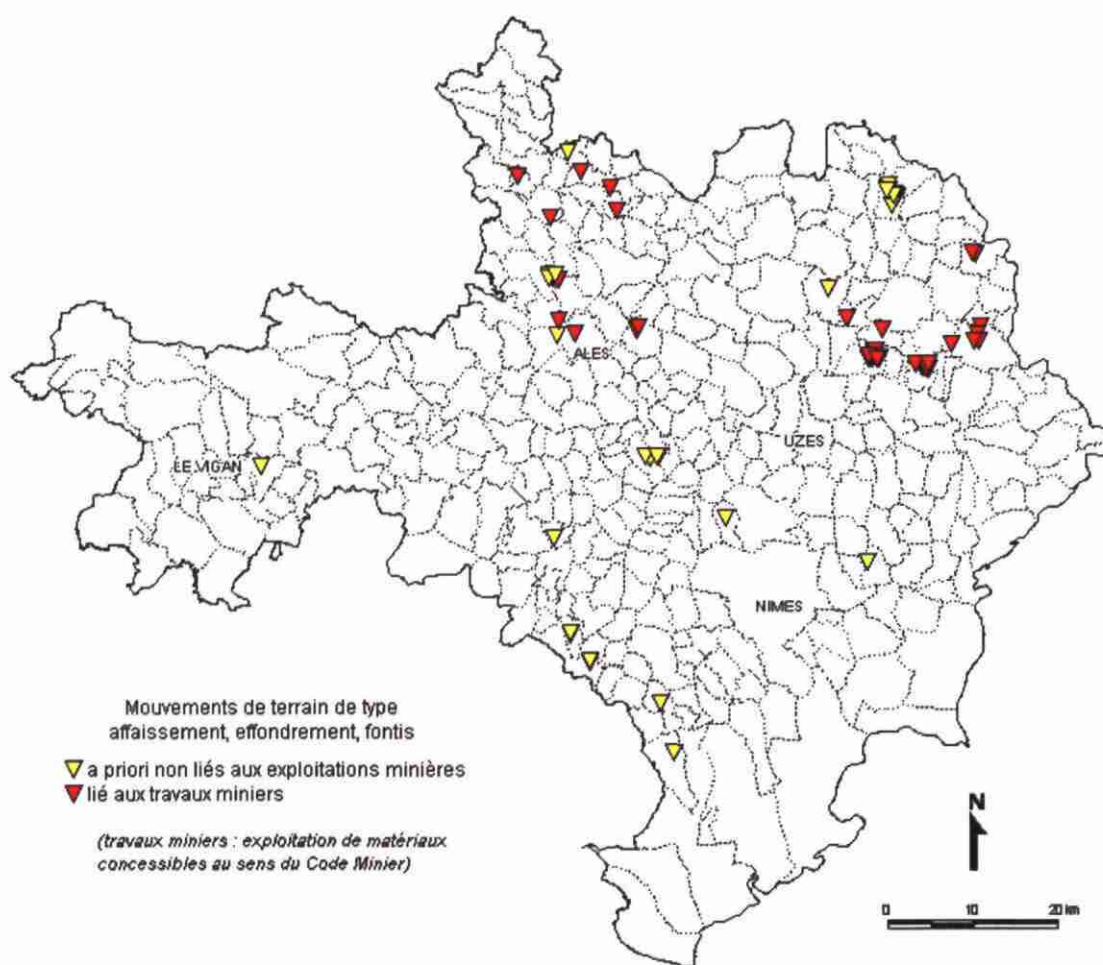 ALES
UZES
LE VIGAN
NIMES
Mouvements de terrain de type
affaissement, effondrement, fontis
a priori non liés aux exploitations minières
lié aux travaux miniers
(travaux miniers : exploitation de matériaux
concessibles au sens du Code Minier)
N
0 10 20 km